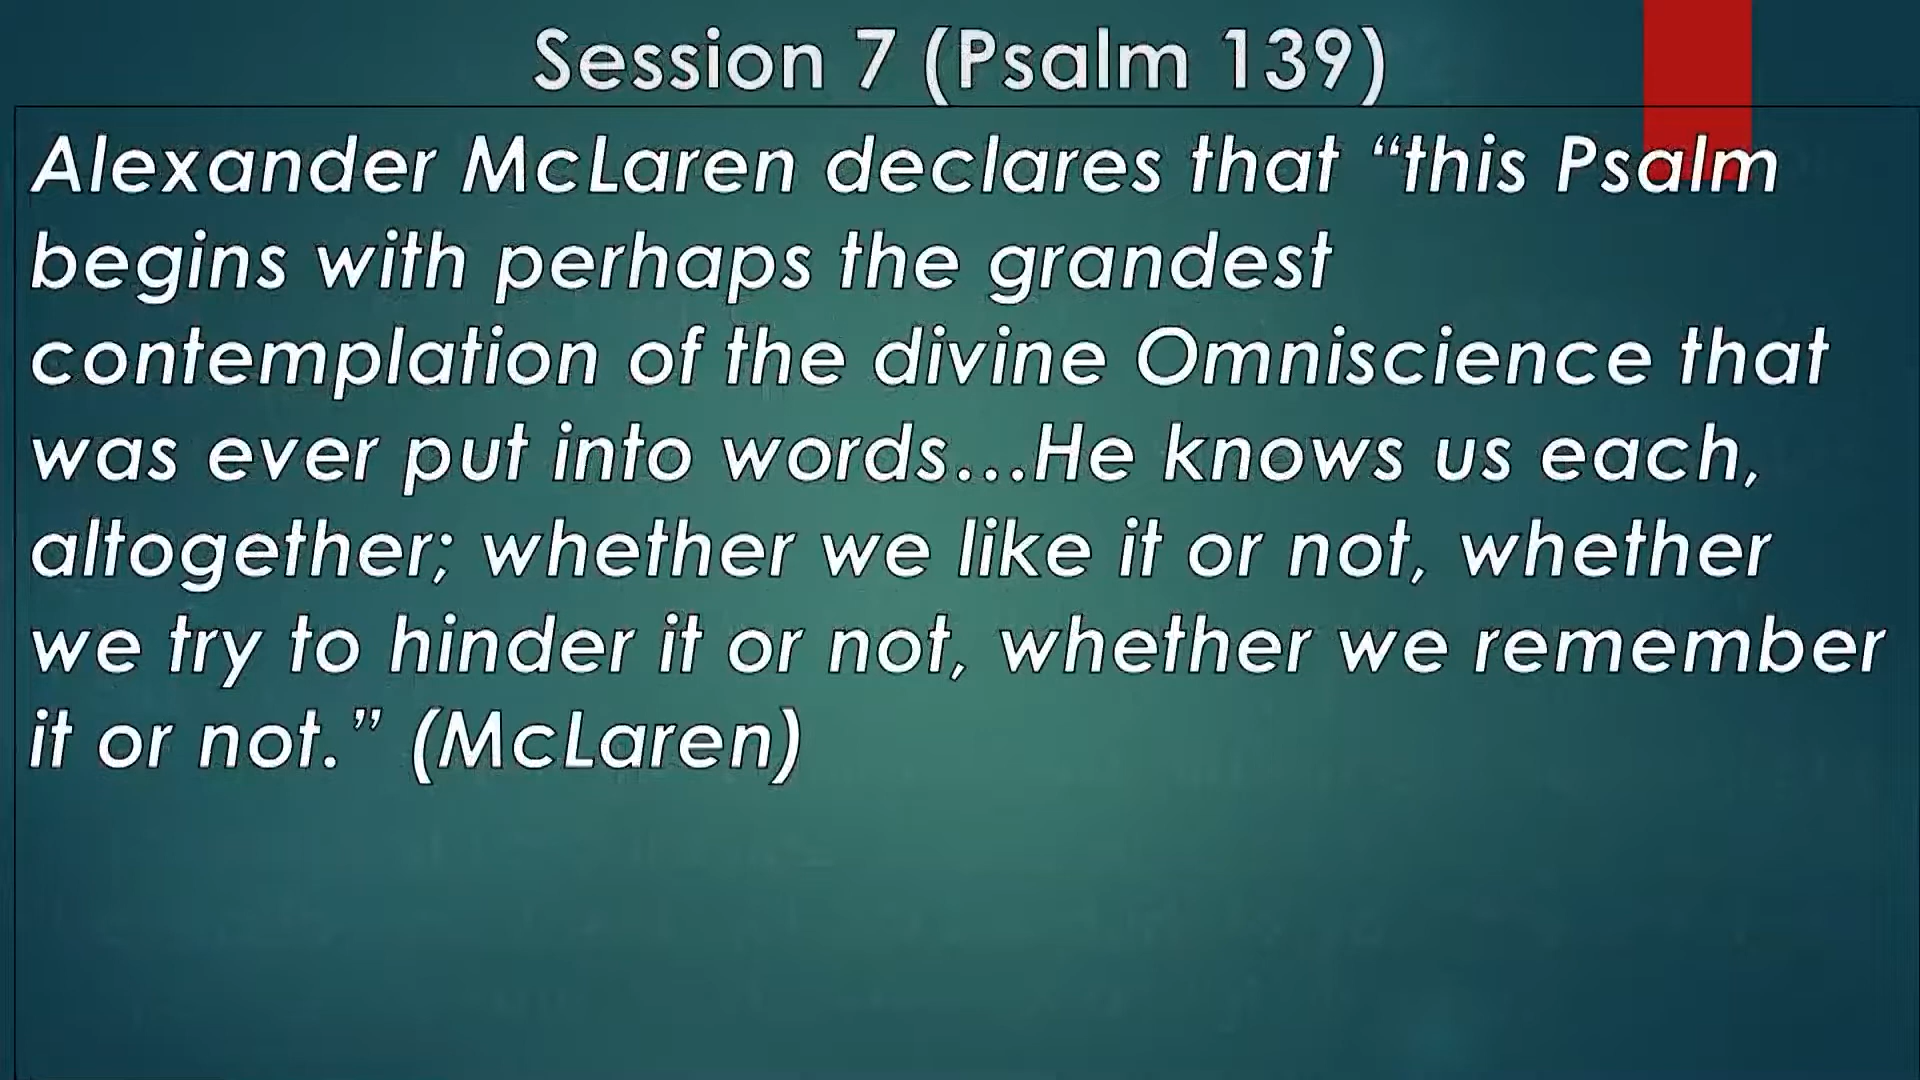 Session 7 (Psalm 139)
Alexander McLaren declares that “this Psalm
begins with perhaps the grandest
contemplation of the divine Omniscience that
was ever put into words…He knows us each,
altogether; whether we like it or not, whether
we try to hinder it or not, whether we remember
it or not.” (McLaren)